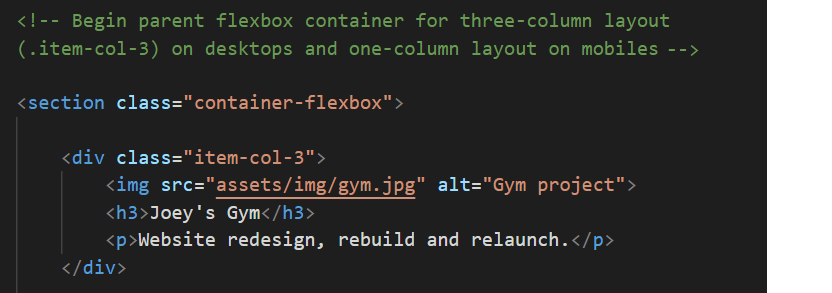 <!-- Begin parent flexbox container for three-column layout
(.item-col-3) on desktops and one-column layout on mobiles -->
<section class="container-flexbox">
<div class="item-col-3">
<img src="assets/img/gym.jpg" alt="Gym project">
<h3>Joey's Gym</h3>
<p>Website redesign, rebuild and relaunch.</p>
</div>